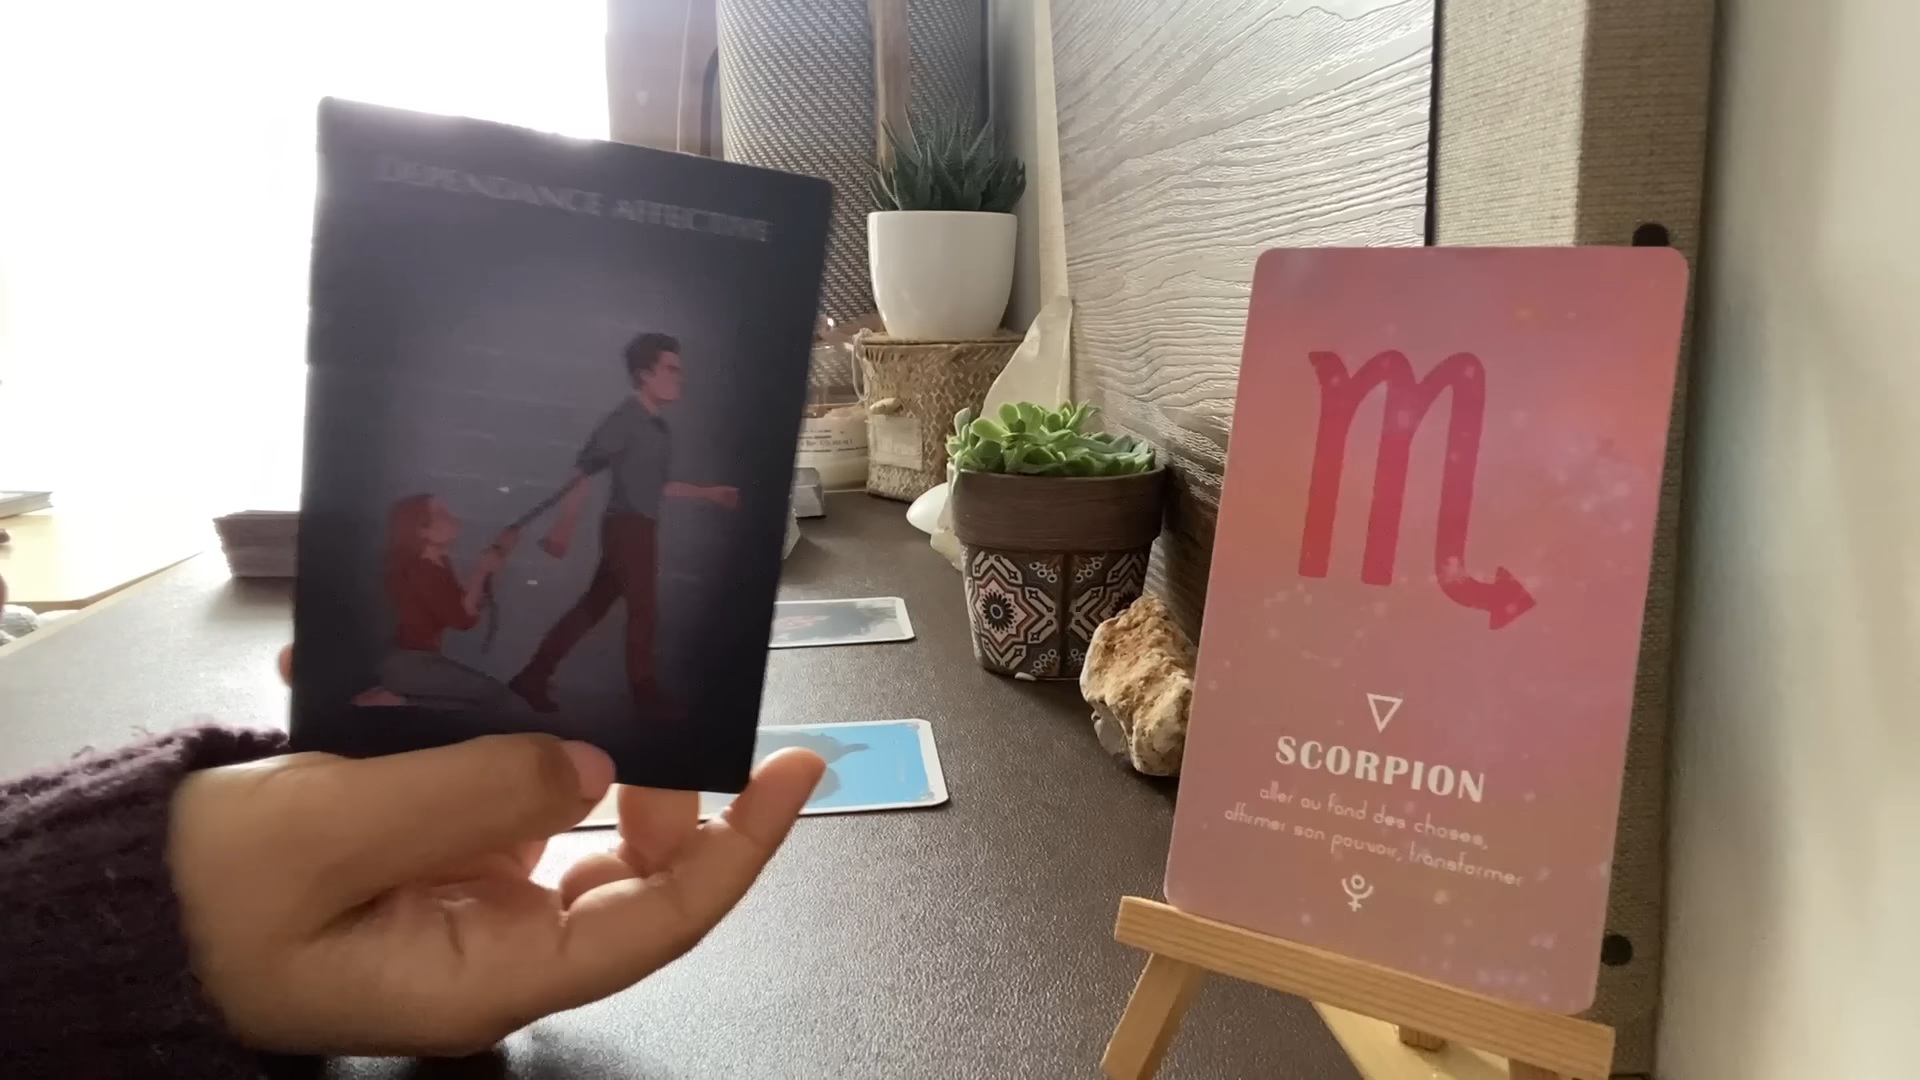 DEPENDANCE AFFECTIVE
SCORPION
aller au fond des choses,
affirmer son pouvoir, transformer